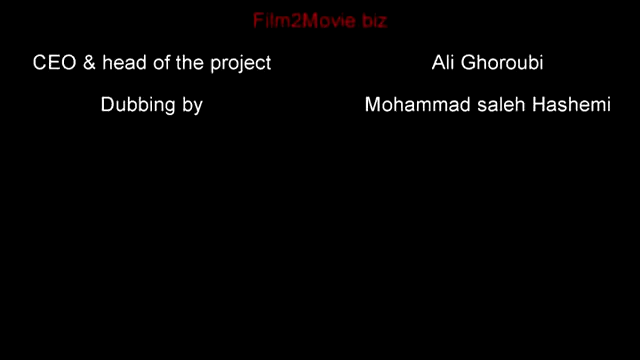 Film2Movie biz
CEO & head of the project Ali Ghoroubi
Dubbing by Mohammad saleh Hashemi